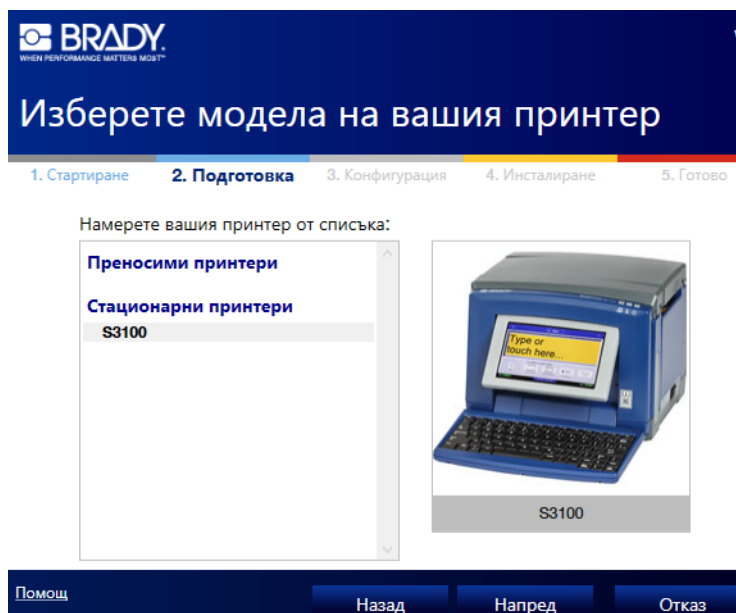 BRADY.
WHEN PERFORMANCE MATTERS MOST™
Изберете модела на вашия принтер
1. Стартиране 2. Подготовка 3. Конфигурация 4. Инсталиране 5. Готово
Намерете вашия принтер от списъка:
Преносими принтери
Стационарни принтери
S3100
Type or
touch here...
S3100
Помощ
Назад Напред Отказ